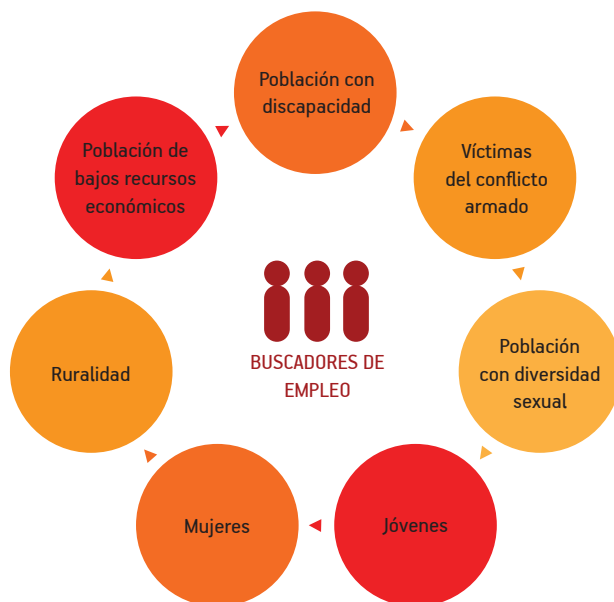 Población con
discapacidad
Víctimas
del conflicto
armado
Población
con diversidad
sexual
Jóvenes
Mujeres
Ruralidad
Población de
bajos recursos
económicos
BUSCADORES DE
EMPLEO